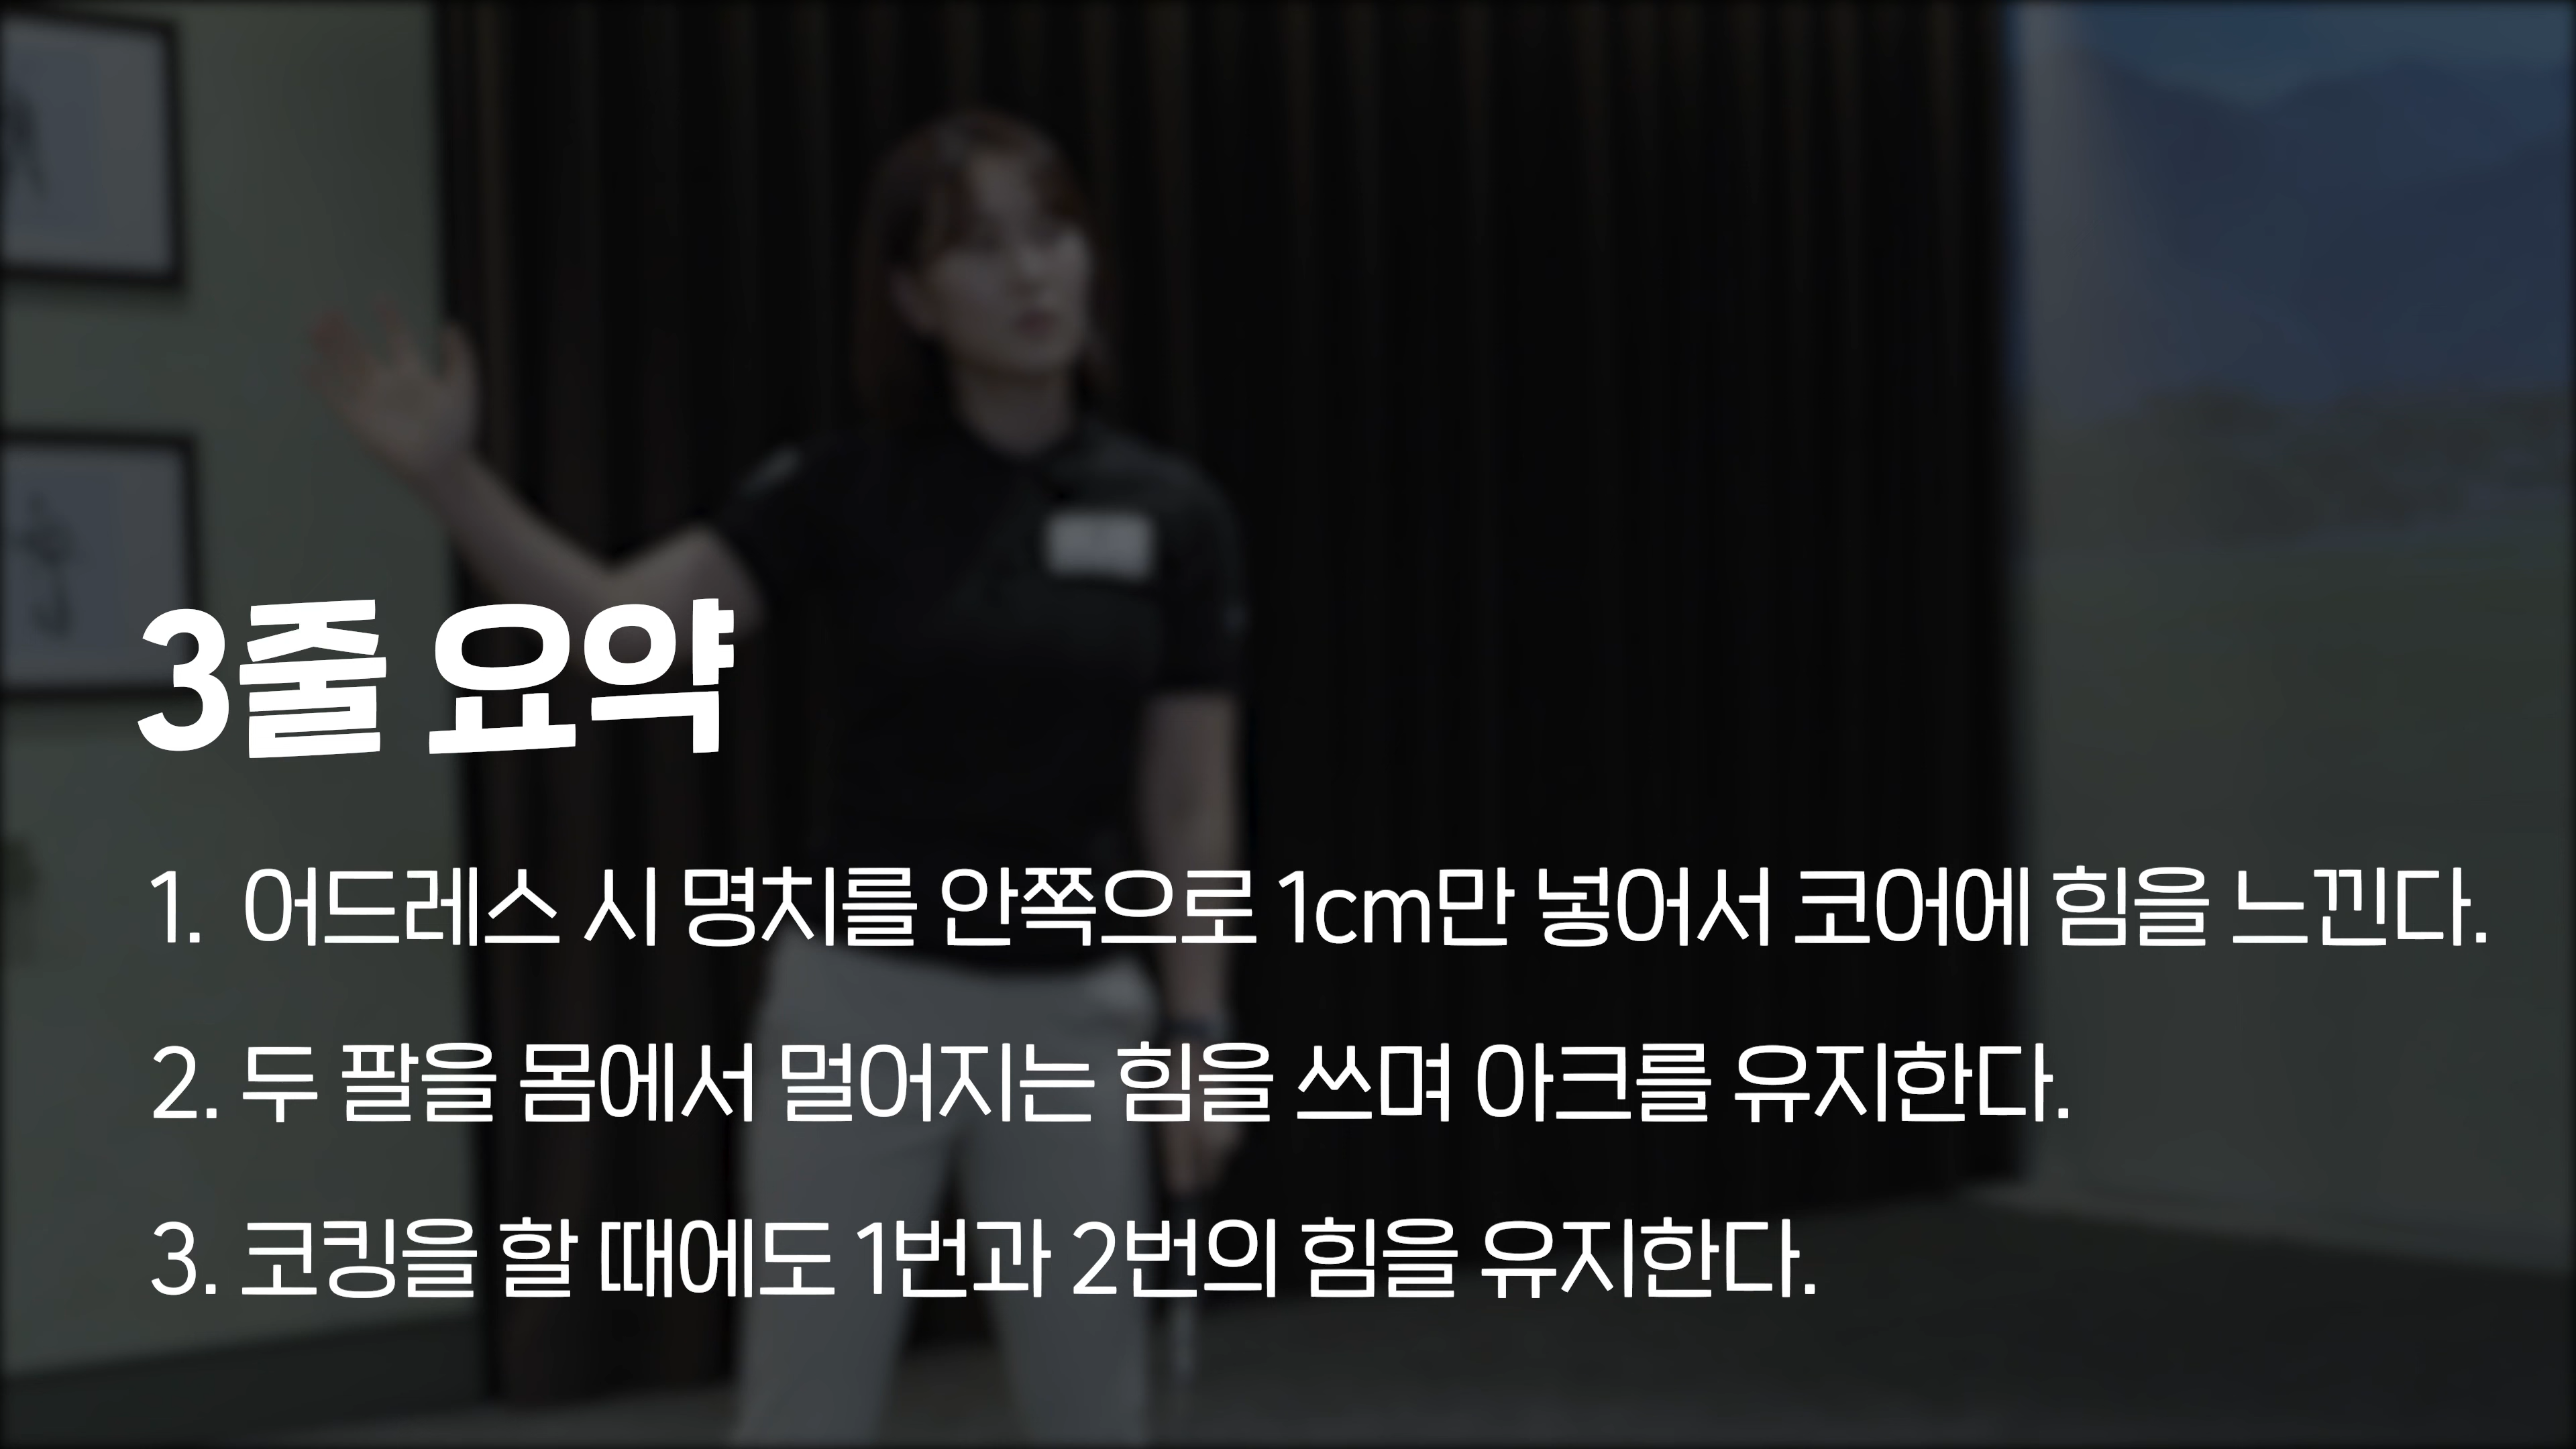 3줄 요약
1. 어드레스 시 명치를 안쪽으로 1cm만 넣어서 코어에 힘을 느낀다.
2. 두 팔을 몸에서 멀어지는 힘을 쓰며 아크를 유지한다.
3. 코킹을 할 때에도 1번과 2번의 힘을 유지한다.